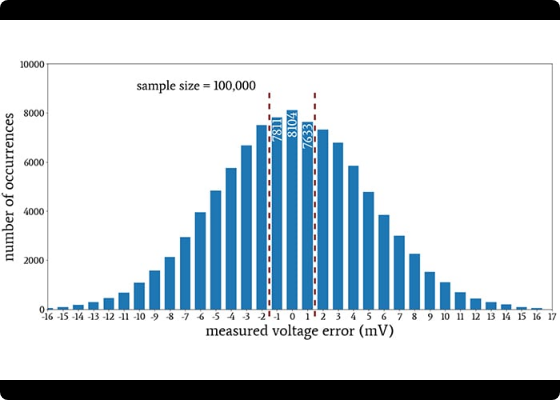 10000
sample size = 100,000
8000
7811
8104
7633
6000
number of occurrences
4000
2000
0
-16 -15 -14 -13 -12 -11 -10 -9 -8 -7 -6 -5 -4 -3 -2 -1 0 1 2 3 4 5 6 7 8 9 10 11 12 13 14 15 16 17
measured voltage error (mV)